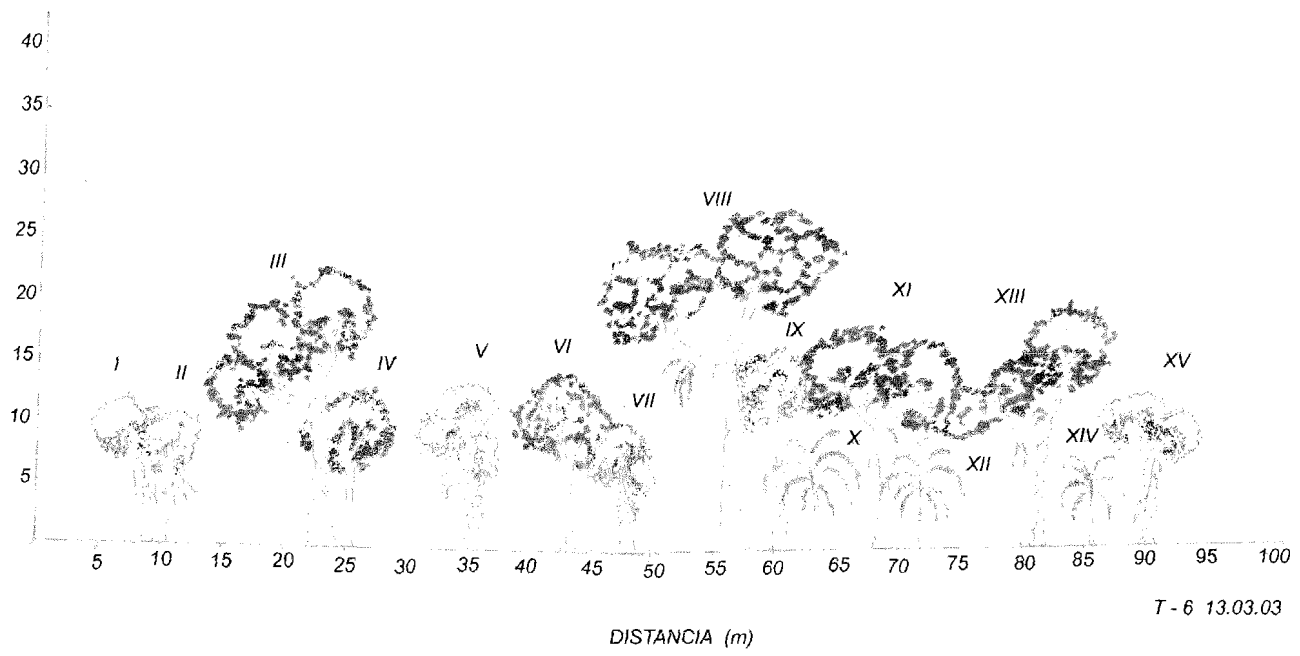 40
35
30
VIII
25
III
XI
XIII
20
IX
15
I
II
IV
V
VI
XV
VII
10
X
XIV
XII
5
5 10 15 20 25 30 35 40 45 50 55 60 65 70 75 80 85 90 95 100
T - 6 13.03.03
DISTANCIA (m)